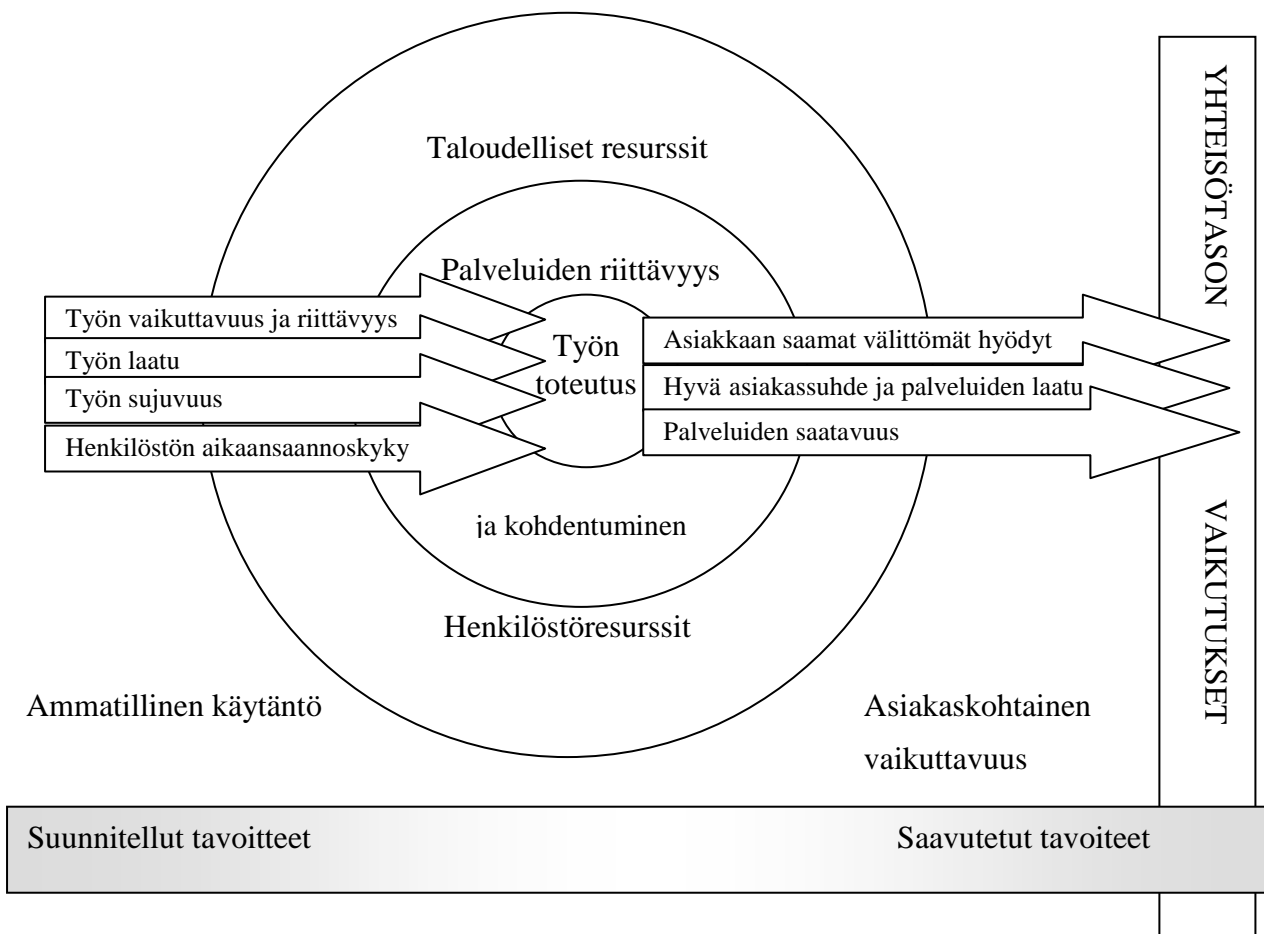 Taloudelliset resurssit
Palveluiden riittävyys
Työn vaikuttavuus ja riittävyys
Työn laatu
Työn sujuvuus
Henkilöstön aikaansaannoskyky
Työn
toteutus
Asiakkaan saamat välittömät hyödyt
Hyvä asiakassuhde ja palveluiden laatu
Palveluiden saatavuus
ja kohdentuminen
Henkilöstöresurssit
Ammatillinen käytäntö
Asiakaskohtainen
vaikuttavuus
YHTEISÖTASON VAIKUTUKSET
Suunnitellut tavoitteet
Saavutetut tavoiteet